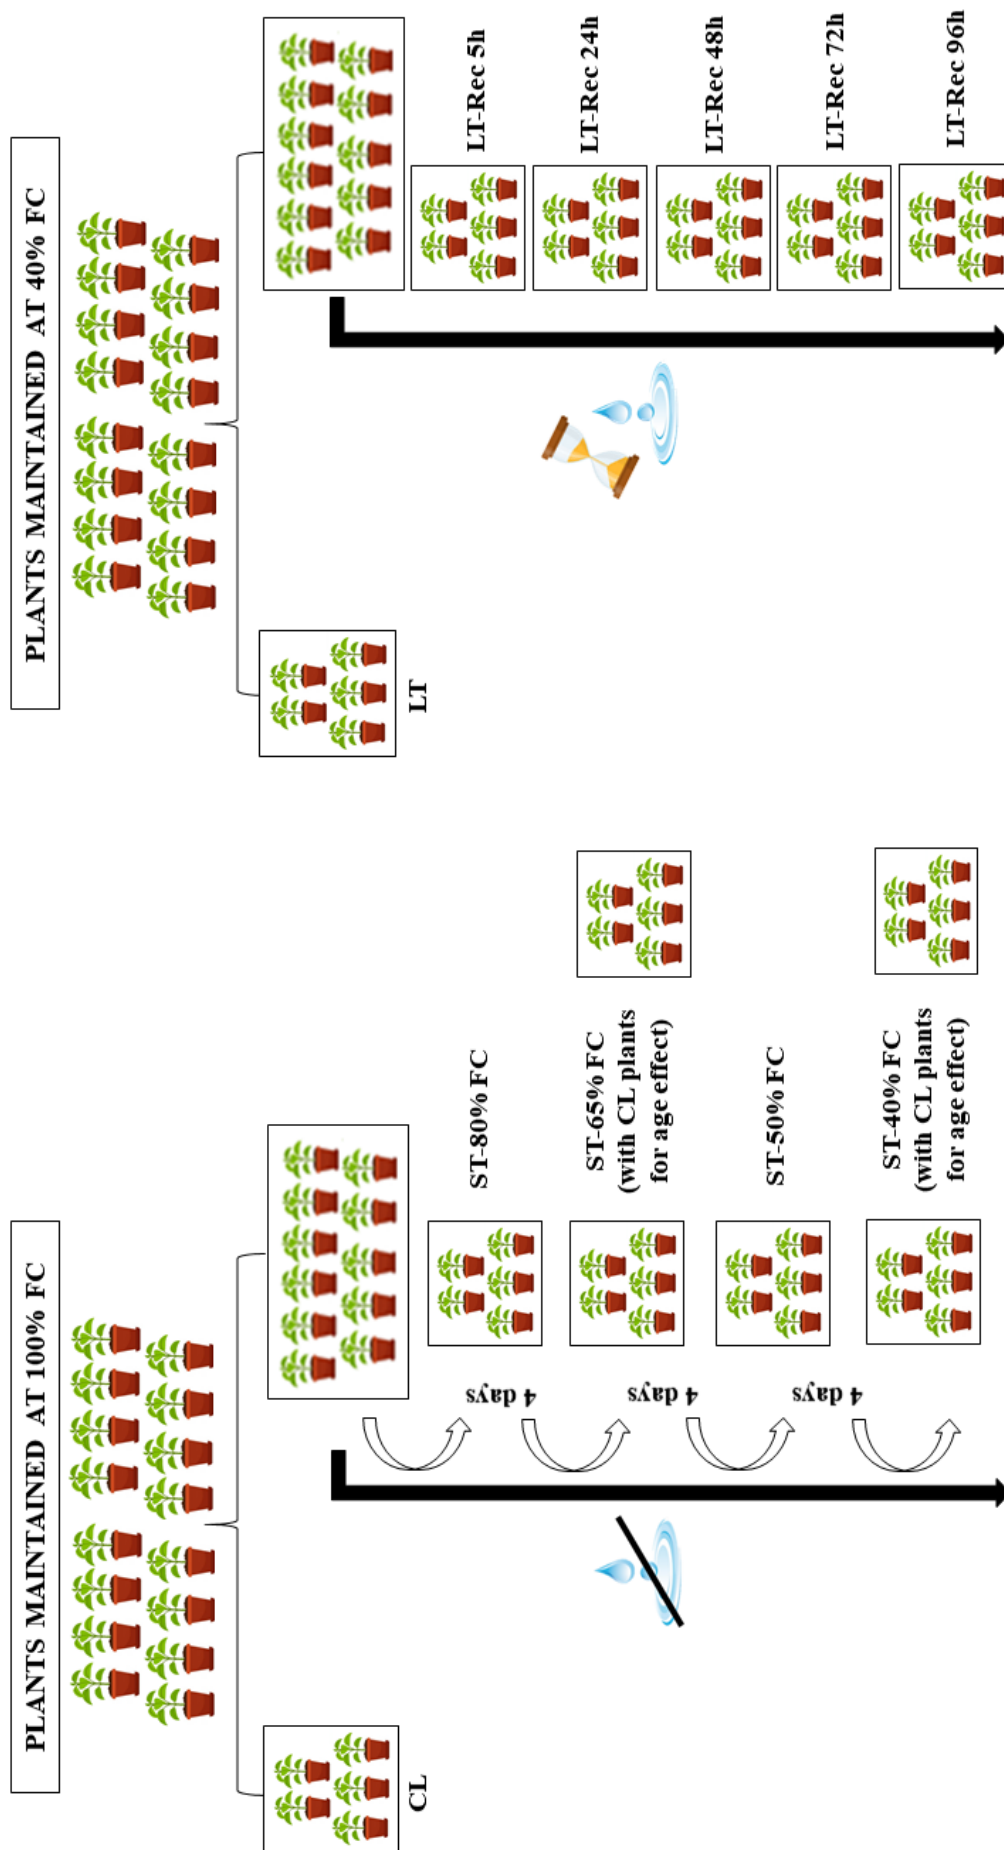 PLANTS MAINTAINED AT 100% FC
CL
4 days
4 days
4 days
ST-80% FC
ST-65% FC
(with CL plants
for age effect)
ST-50% FC
ST-40% FC
(with CL plants
for age effect)
PLANTS MAINTAINED AT 40% FC
LT
LT-Rec 5h
LT-Rec 24h
LT-Rec 48h
LT-Rec 72h
LT-Rec 96h